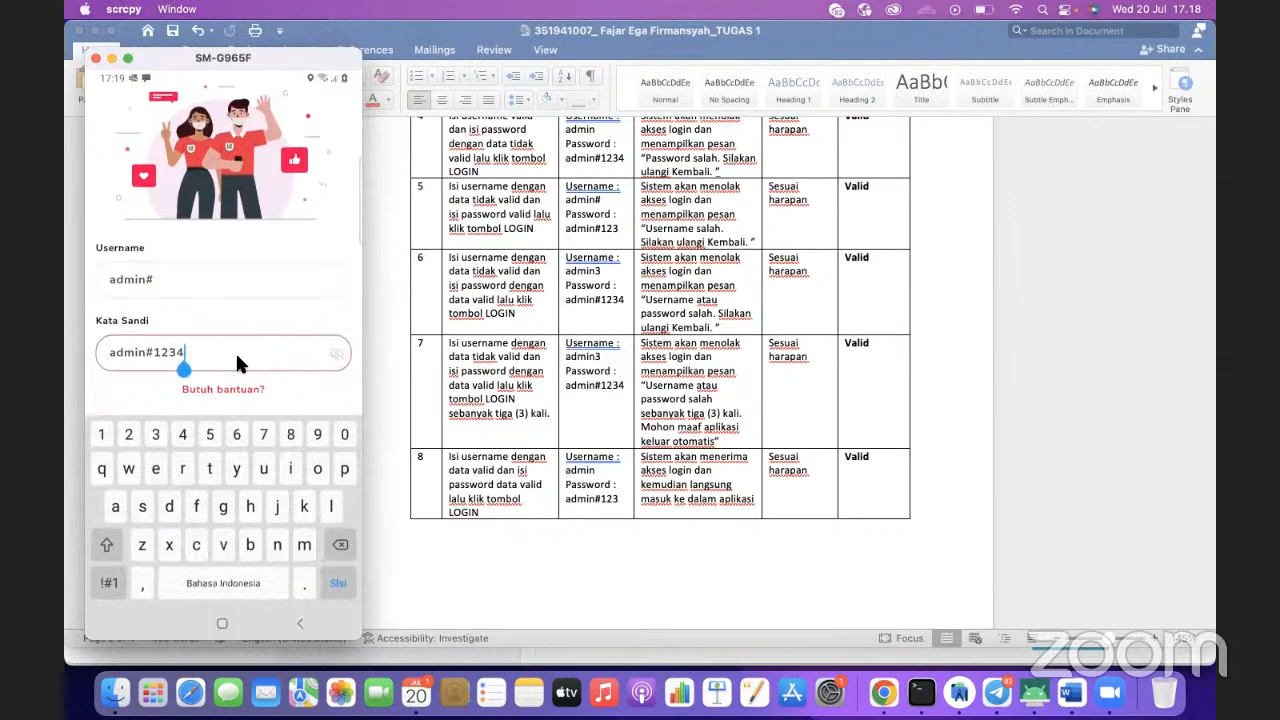 scrcpy Window
Wed 20 Jul 17.18
351941007_ Fajar Ega Firmansyah_TUGAS 1
Search in Document
Mailings Review View
Share
AaBbCcDdEe AaBbCcDdEe AaBbCcDc AaBbCcDdEe AaBb( AaBbCcDdEe AaBbCcDdEe AaBbCcDdEe
Normal No Spacing Heading 1 Heading 2 Title Subtitle Subtle Emph... Emphasis
Styles
Pane
SM-G965F
17:19
Username
admin#
Kata Sandi
admin#1234
Butuh bantuan?
1 2 3 4 5 6 7 8 9 0
q w e r t y u i o p
a s d f g h j k l
z x c v b n m
!#1 , Bahasa Indonesia . Slsi
4
Isi username valid
dan isi password
dengan data tidak
valid lalu klik tombol
LOGIN
Username :
admin
Password :
admin#1234
Sistem akan menolak
akses login dan
menampilkan pesan
“Password salah. Silakan
ulangi Kembali. ”
Sesuai
harapan
Valid
5
Isi username dengan
data tidak valid dan
isi password valid lalu
klik tombol LOGIN
Username :
admin#
Password :
admin#123
Sistem akan menolak
akses login dan
menampilkan pesan
“Username salah.
Silakan ulangi Kembali. ”
Sesuai
harapan
Valid
6
Isi username dengan
data tidak valid dan
isi password dengan
data valid lalu klik
tombol LOGIN
Username :
admin3
Password :
admin#1234
Sistem akan menolak
akses login dan
menampilkan pesan
“Username atau
password salah. Silakan
ulangi Kembali. ”
Sesuai
harapan
Valid
7
Isi username dengan
data tidak valid dan
isi password dengan
data valid lalu klik
tombol LOGIN
sebanyak tiga (3) kali.
Username :
admin3
Password :
admin#1234
Sistem akan menolak
akses login dan
menampilkan pesan
“Username atau
password salah
sebanyak tiga (3) kali.
Mohon maaf aplikasi
keluar otomatis”
Sesuai
harapan
Valid
8
Isi username dengan
data valid dan isi
password data valid
lalu klik tombol
LOGIN
Username :
admin
Password :
admin#123
Sistem akan menerima
akses login dan
kemudian langsung
masuk ke dalam aplikasi
Sesuai
harapan
Valid
Accessibility: Investigate
Focus
zoom
JUL
20
tv